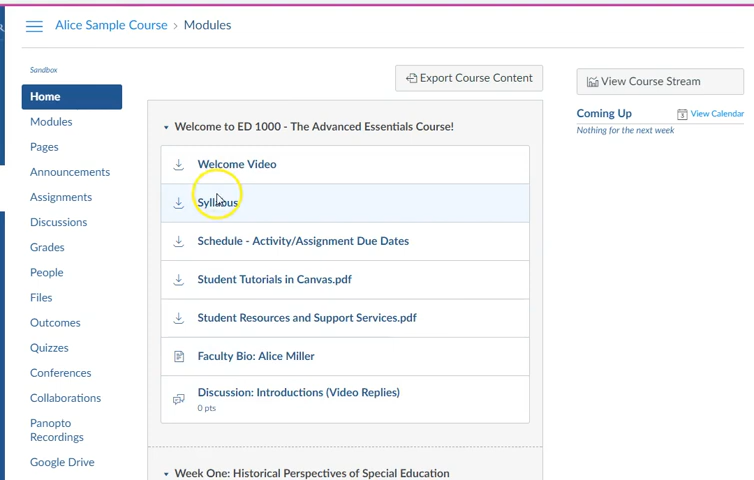 Alice Sample Course > Modules
Sandbox
Home
Modules
Pages
Announcements
Assignments
Discussions
Grades
People
Files
Outcomes
Quizzes
Conferences
Collaborations
Panopto
Recordings
Google Drive
Export Course Content
Welcome to ED 1000 - The Advanced Essentials Course!
Welcome Video
Syllabus
Schedule - Activity/Assignment Due Dates
Student Tutorials in Canvas.pdf
Student Resources and Support Services.pdf
Faculty Bio: Alice Miller
Discussion: Introductions (Video Replies)
0 pts
Week One: Historical Perspectives of Special Education
View Course Stream
Coming Up
View Calendar
Nothing for the next week